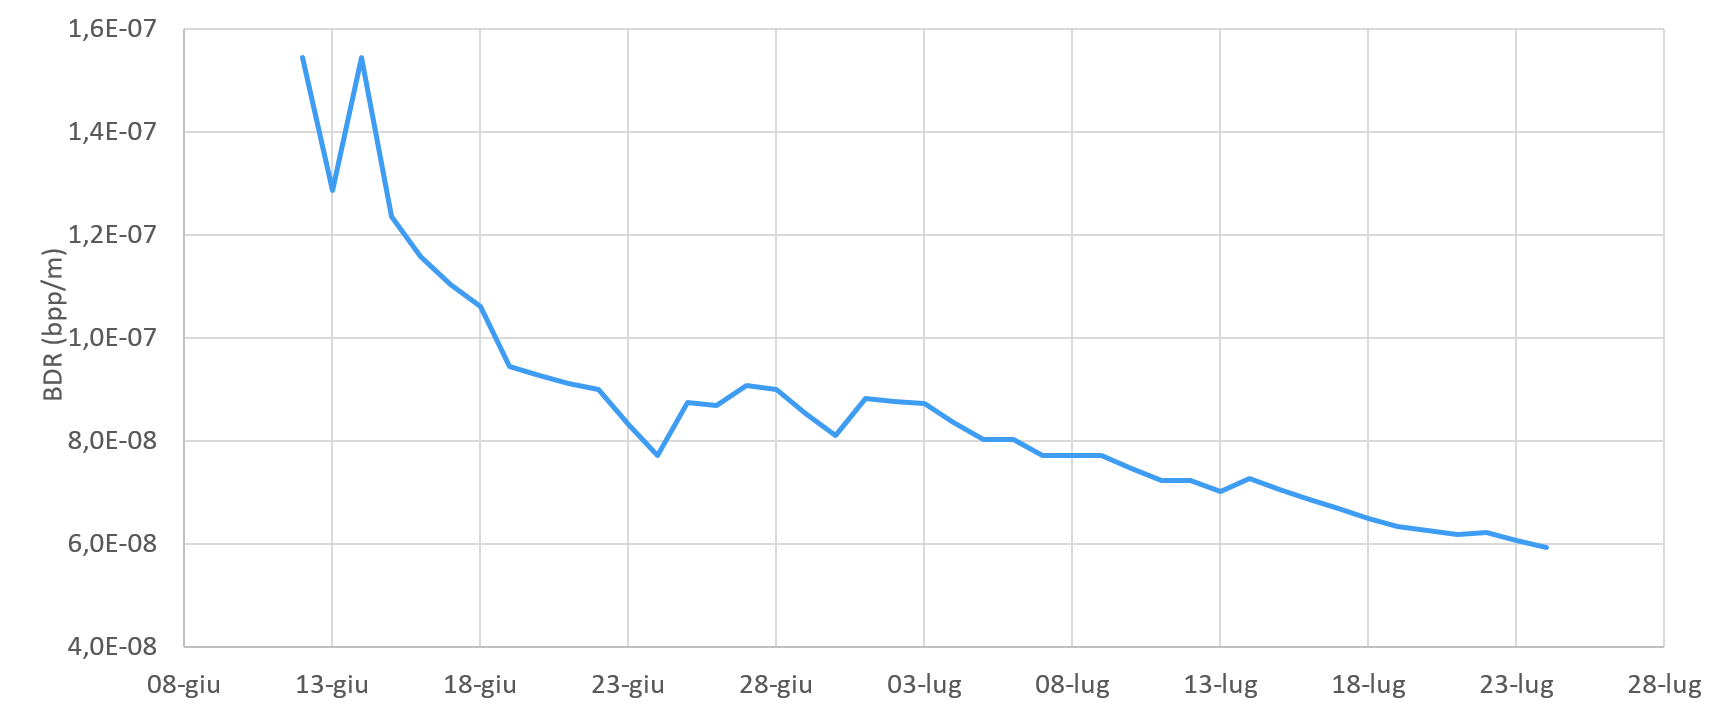 1,6E-07
1,4E-07
1,2E-07
1,0E-07
8,0E-08
6,0E-08
4,0E-08
BDR (bpp/m)
08-giu 13-giu 18-giu 23-giu 28-giu 03-lug 08-lug 13-lug 18-lug 23-lug 28-lug